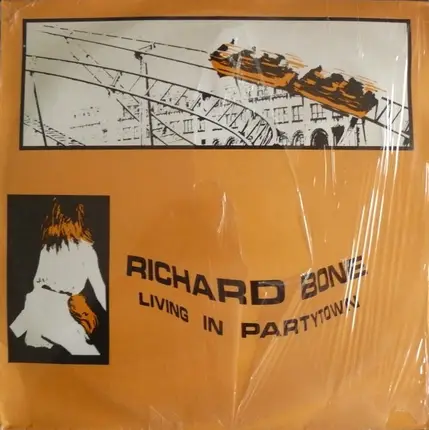 RICHARD BONE
LIVING IN PARTYTOWN